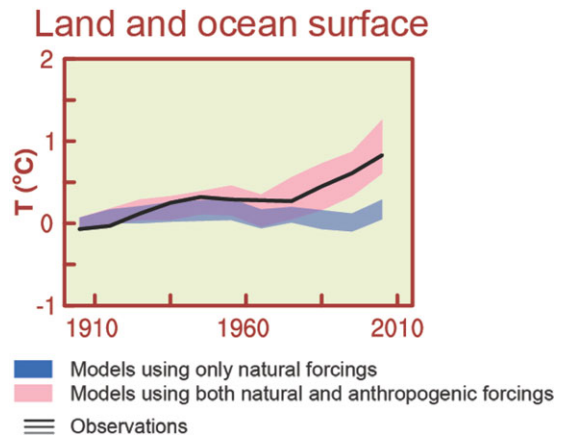 Land and ocean surface
2
1
0
-1
T (°C)
1910 1960 2010
Models using only natural forcings
Models using both natural and anthropogenic forcings
Observations